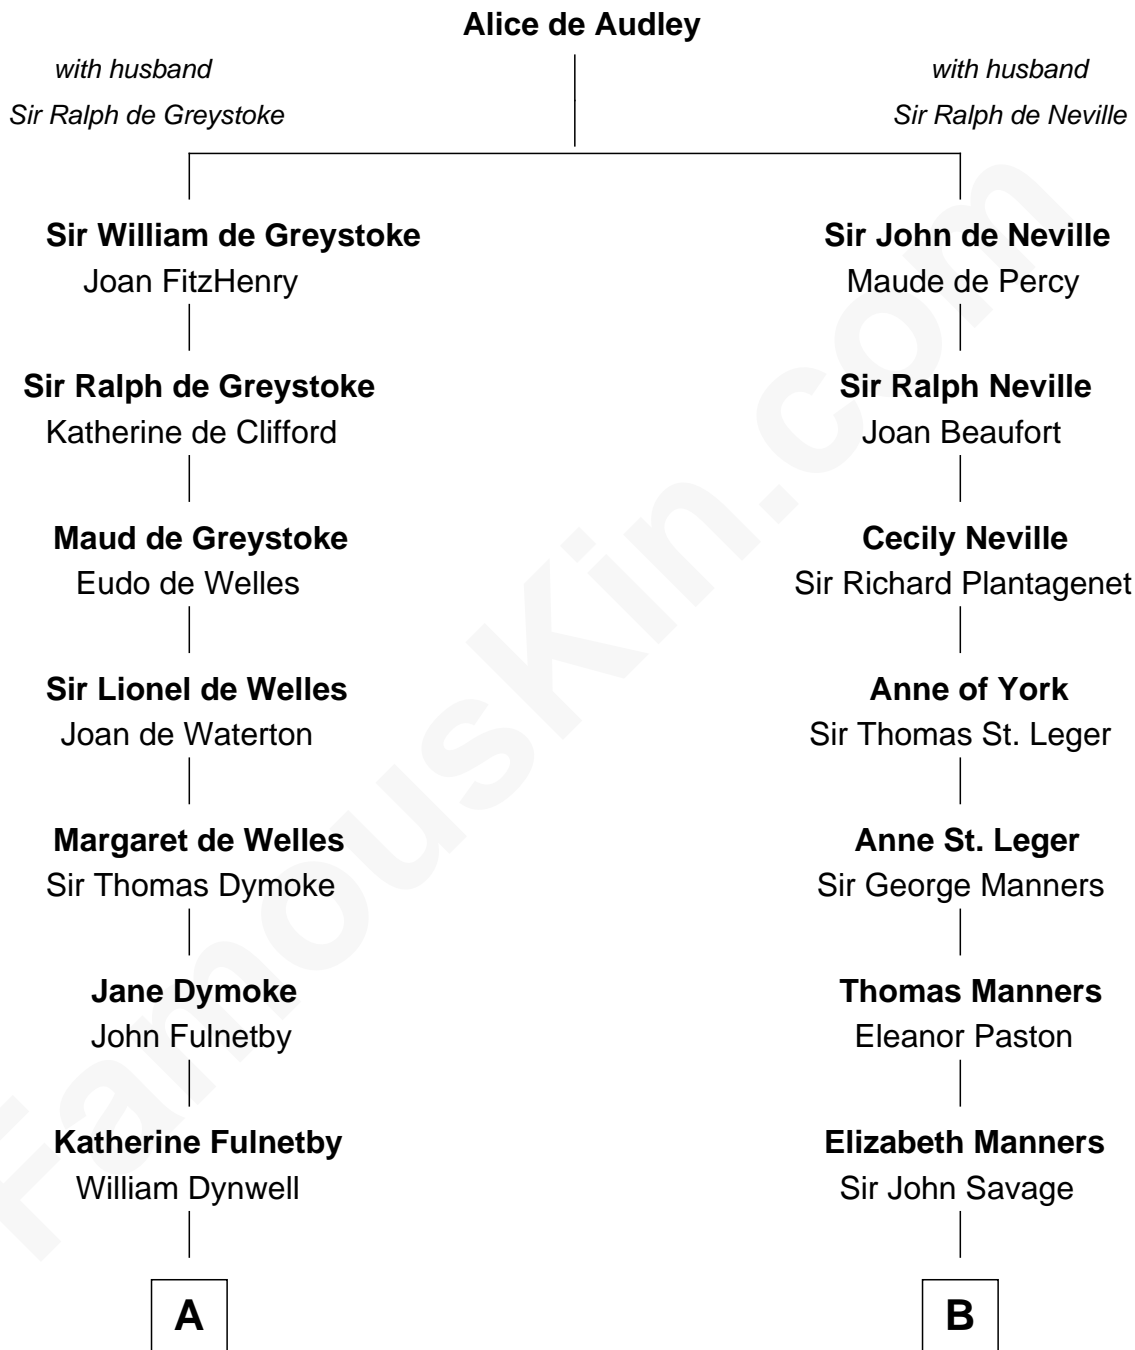 Alice de Audley
with husband
Sir Ralph de Greystoke
with husband
Sir Ralph de Neville
Sir William de Greystoke
Joan FitzHenry
Sir John de Neville
Maude de Percy
Sir Ralph de Greystoke
Katherine de Clifford
Sir Ralph Neville
Joan Beaufort
Maud de Greystoke
Eudo de Welles
Cecily Neville
Sir Richard Plantagenet
Sir Lionel de Welles
Joan de Waterton
Anne of York
Sir Thomas St. Leger
Margaret de Welles
Sir Thomas Dymoke
Anne St. Leger
Sir George Manners
Jane Dymoke
John Fulnetby
Thomas Manners
Eleanor Paston
Katherine Fulnetby
William Dynwell
Elizabeth Manners
Sir John Savage
A
B
FamousKin.com